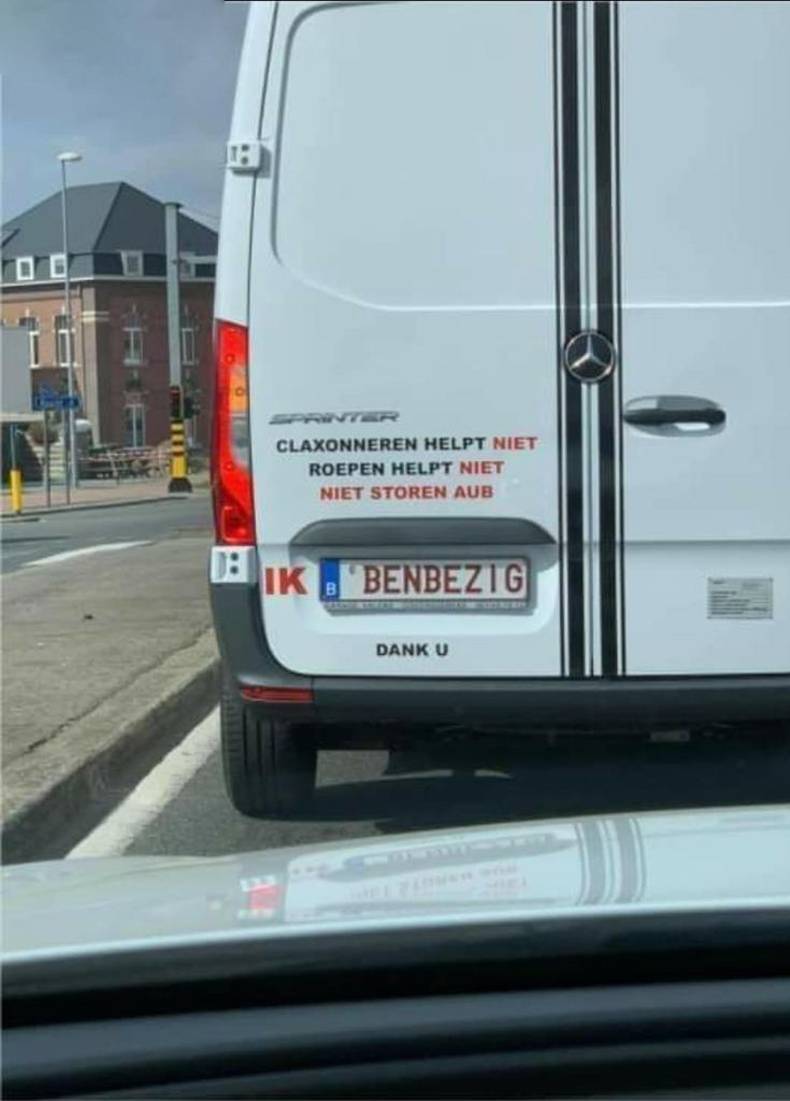 SPRINTER
CLAXONNEREN HELPT NIET
ROEPEN HELPT NIET
NIET STOREN AUB
IK B BENBEZIG
DANK U